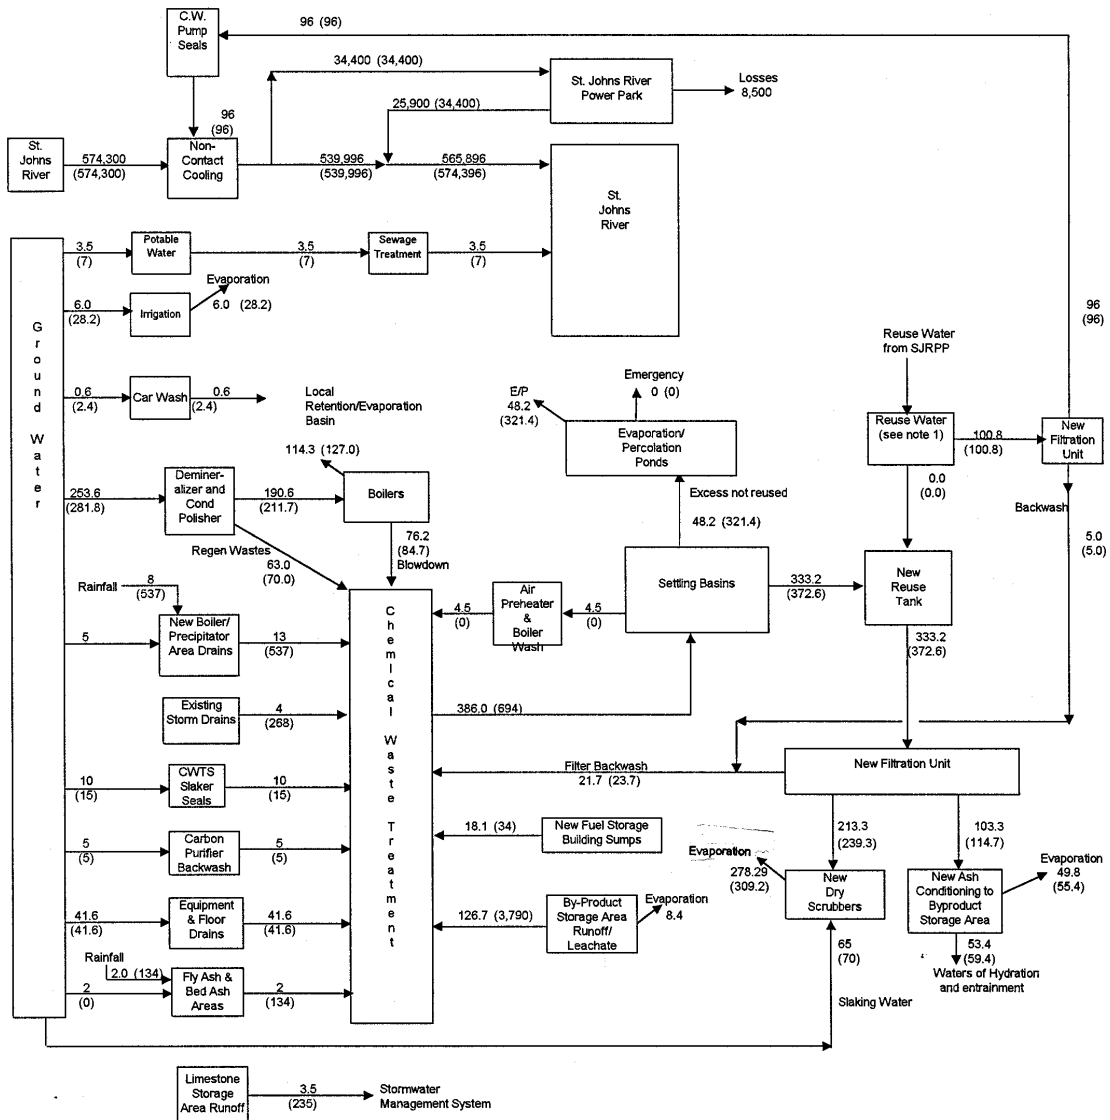 C.W.
Pump
Seals
96 (96)
34,400 (34,400)
St. Johns River
Power Park
Losses
8,500
25,900 (34,400)
96
(96)
St.
Johns
River
574,300
(574,300)
Non-
Contact
Cooling
539,996
(539,996)
565,896
(574,396)
St.
Johns
River
Ground Water
3.5
(7)
Potable
Water
3.5
(7)
Sewage
Treatment
3.5
(7)
6.0
(28.2)
Irrigation
Evaporation
6.0 (28.2)
96
(96)
Reuse Water
from SJRPP
0.6
(2.4)
Car Wash
0.6
(2.4)
Local
Retention/Evaporation
Basin
E/P
48.2
(321.4)
Emergency
0 (0)
Evaporation/
Percolation
Ponds
Reuse Water
(see note 1)
100.8
(100.8)
New
Filtration
Unit
114.3 (127.0)
253.6
(281.8)
Deminer-
alizer and
Cond
Polisher
190.6
(211.7)
Boilers
Excess not reused
48.2 (321.4)
0.0
(0.0)
Backwash
5.0
(5.0)
Regen Wastes
63.0
(70.0)
76.2
(84.7)
Blowdown
Rainfall
8
(537)
5
New Boiler/
Precipitator
Area Drains
13
(537)
Chemical Waste Treatment
4.5
(0)
Air
Preheater
&
Boiler
Wash
4.5
(0)
Settling Basins
333.2
(372.6)
New
Reuse
Tank
333.2
(372.6)
Existing
Storm Drains
4
(268)
386.0 (694)
10
(15)
CWTS
Slaker
Seals
10
(15)
Filter Backwash
21.7 (23.7)
New Filtration Unit
5
(5)
Carbon
Purifier
Backwash
5
(5)
18.1 (34)
New Fuel Storage
Building Sumps
213.3
(239.3)
103.3
(114.7)
Evaporation
278.29
(309.2)
New
Dry
Scrubbers
New Ash
Conditioning to
Byproduct
Storage Area
Evaporation
49.8
(55.4)
41.6
(41.6)
Equipment
& Floor
Drains
41.6
(41.6)
126.7 (3,790)
By-Product
Storage Area
Runoff/
Leachate
Evaporation
8.4
65
(70)
Slaking Water
53.4
(59.4)
Waters of Hydration
and entrainment
Rainfall
2.0 (134)
2
(0)
Fly Ash &
Bed Ash
Areas
2
(134)
Limestone
Storage
Area Runoff
3.5
(235)
Stormwater
Management System